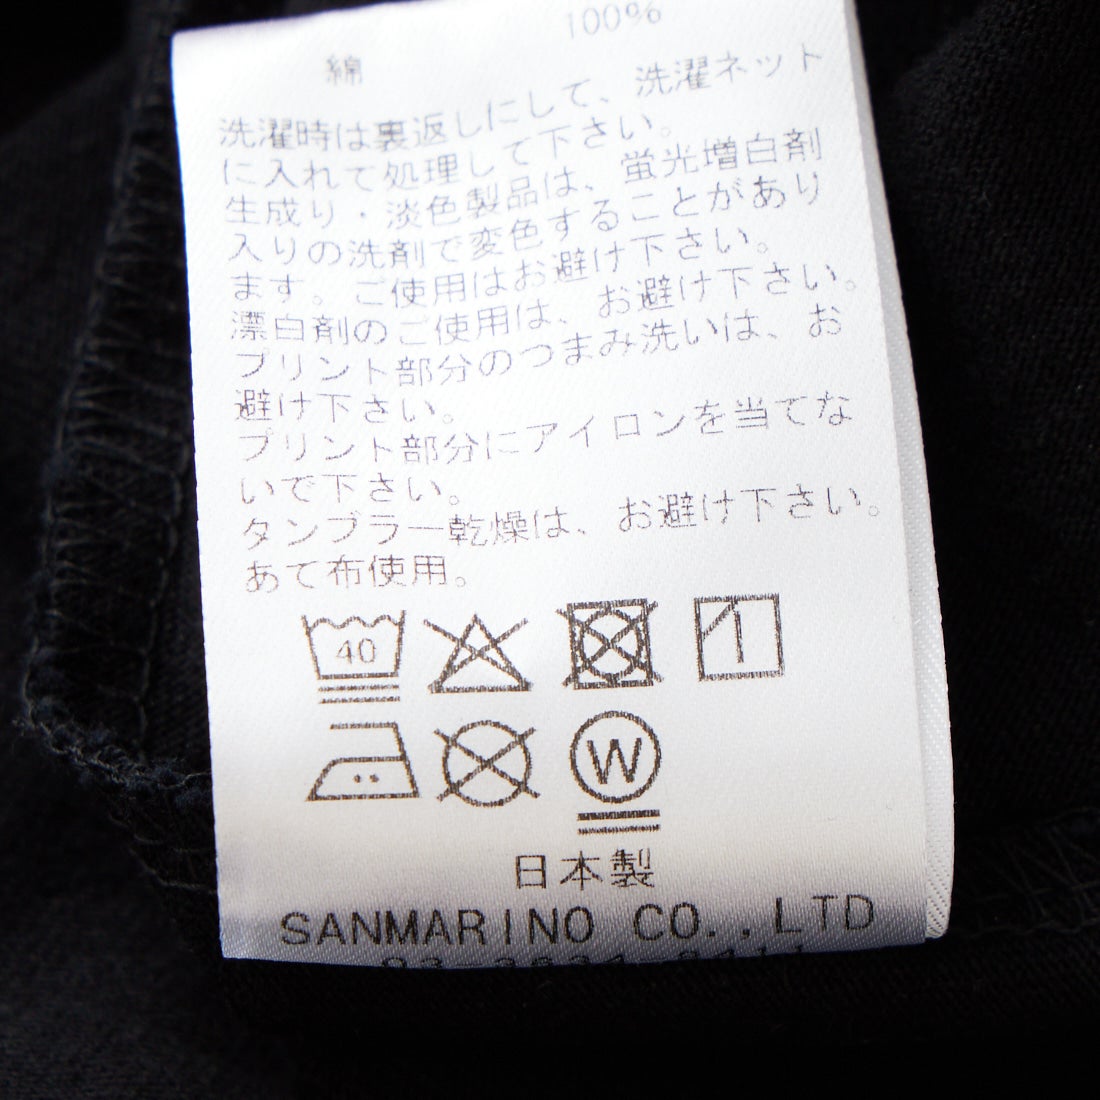 綿 100%
洗濯時は裏返しにして、洗濯ネット
に入れて処理して下さい。
生成り・淡色製品は、蛍光増白剤
入りの洗剤で変色することがあり
ます。ご使用はお避け下さい。
漂白剤のご使用は、お避け下さい。
プリント部分のつまみ洗いは、お
避け下さい。
プリント部分にアイロンを当てな
いで下さい。
タンブラー乾燥は、お避け下さい。
あて布使用。
40
W
日本製
SANMARINO CO.,LTD